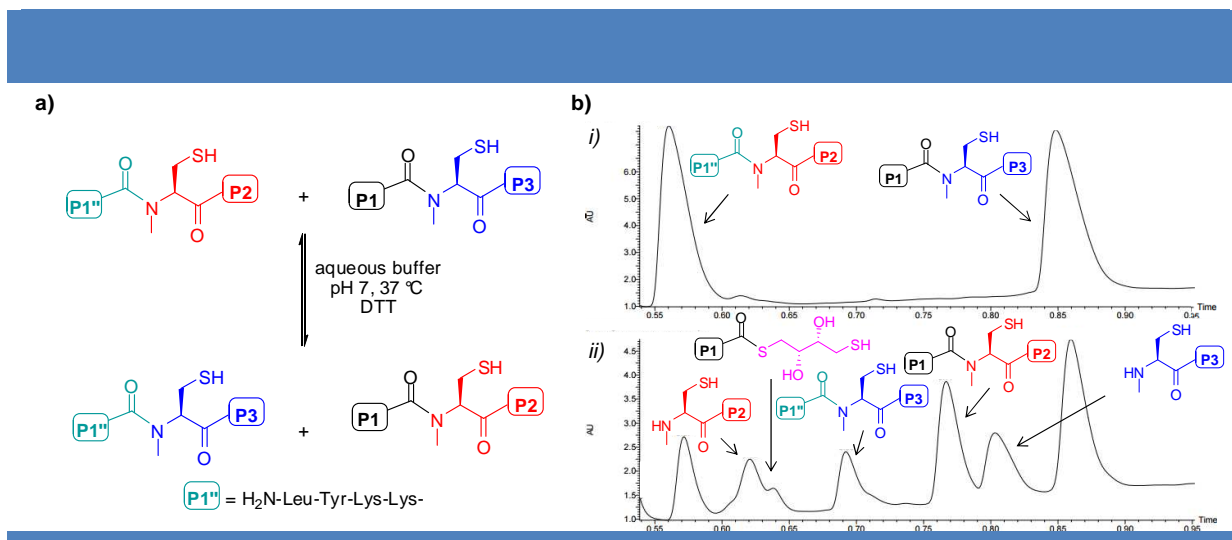 a)
O
SH
P1"
N
P2
O
+
O
SH
P1
N
P3
O
aqueous buffer
pH 7, 37 °C
DTT
O
SH
P1"
N
P3
O
+
O
SH
P1
N
P2
O
P1" = H2N-Leu-Tyr-Lys-Lys-
b)
i)
O
SH
P1"
N
P2
O
O
SH
P1
N
P3
O
AU
6.0
5.0
4.0
3.0
2.0
1.0
0.55 0.60 0.65 0.70 0.75 0.80 0.85 0.90 0.95
Time
ii)
O
OH
P1
S
SH
HO
SH
HN
P2
O
O
SH
P1"
N
P3
O
O
SH
P1
N
P2
O
SH
HN
P3
O
AU
4.5
4.0
3.5
3.0
2.5
2.0
1.5
1.0
0.55 0.60 0.65 0.70 0.75 0.80 0.85 0.90 0.95
Time